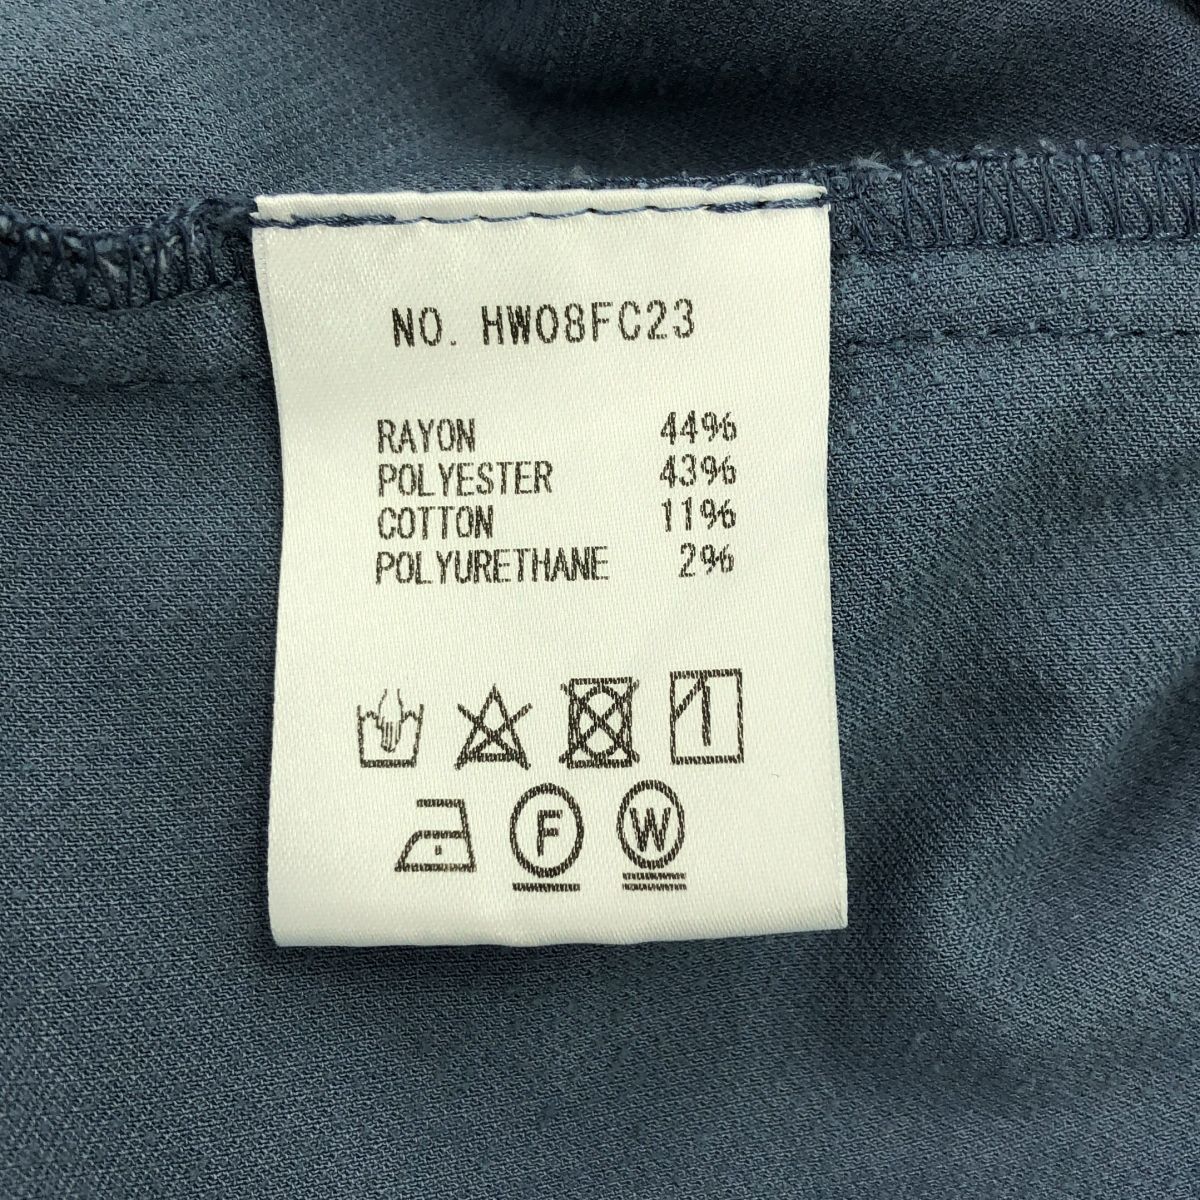 NO. HW08FC23
RAYON 44%
POLYESTER 43%
COTTON 11%
POLYURETHANE 2%
F W